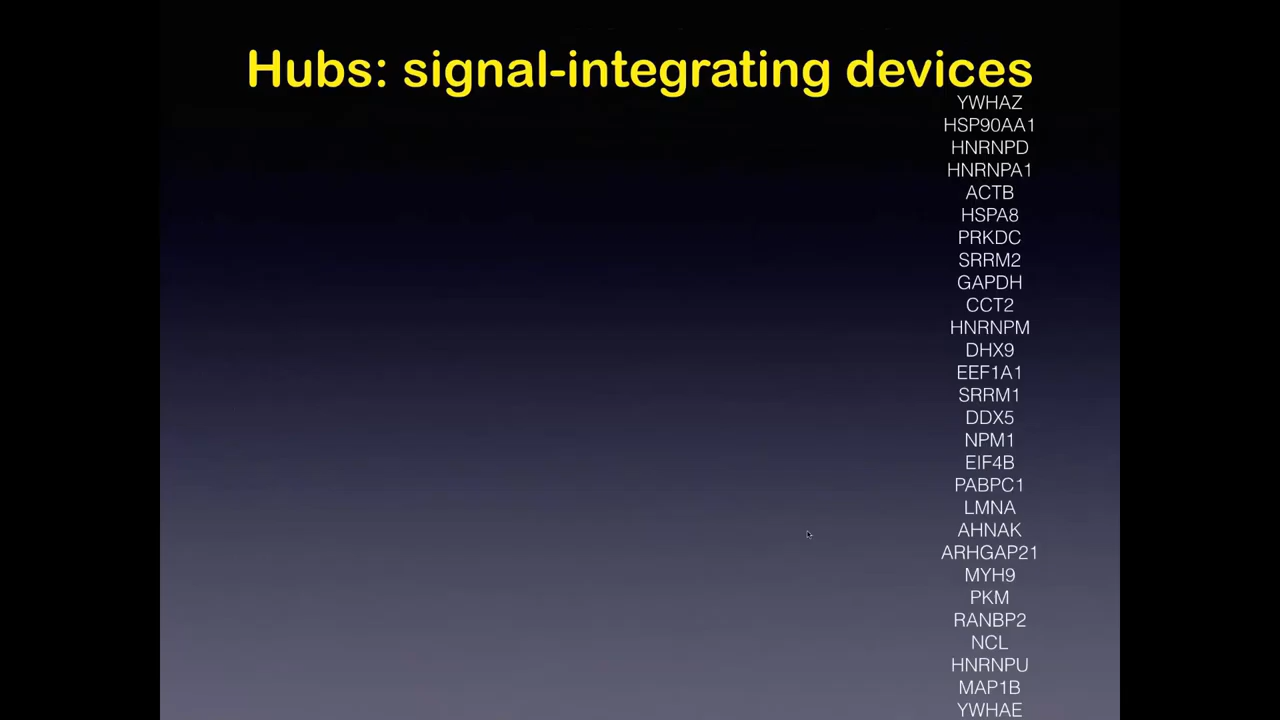 Hubs: signal-integrating devices
YWHAZ
HSP90AA1
HNRNPD
HNRNPA1
ACTB
HSPA8
PRKDC
SRRM2
GAPDH
CCT2
HNRNPM
DHX9
EEF1A1
SRRM1
DDX5
NPM1
EIF4B
PABPC1
LMNA
AHNAK
ARHGAP21
MYH9
PKM
RANBP2
NCL
HNRNPU
MAP1B
YWHAE